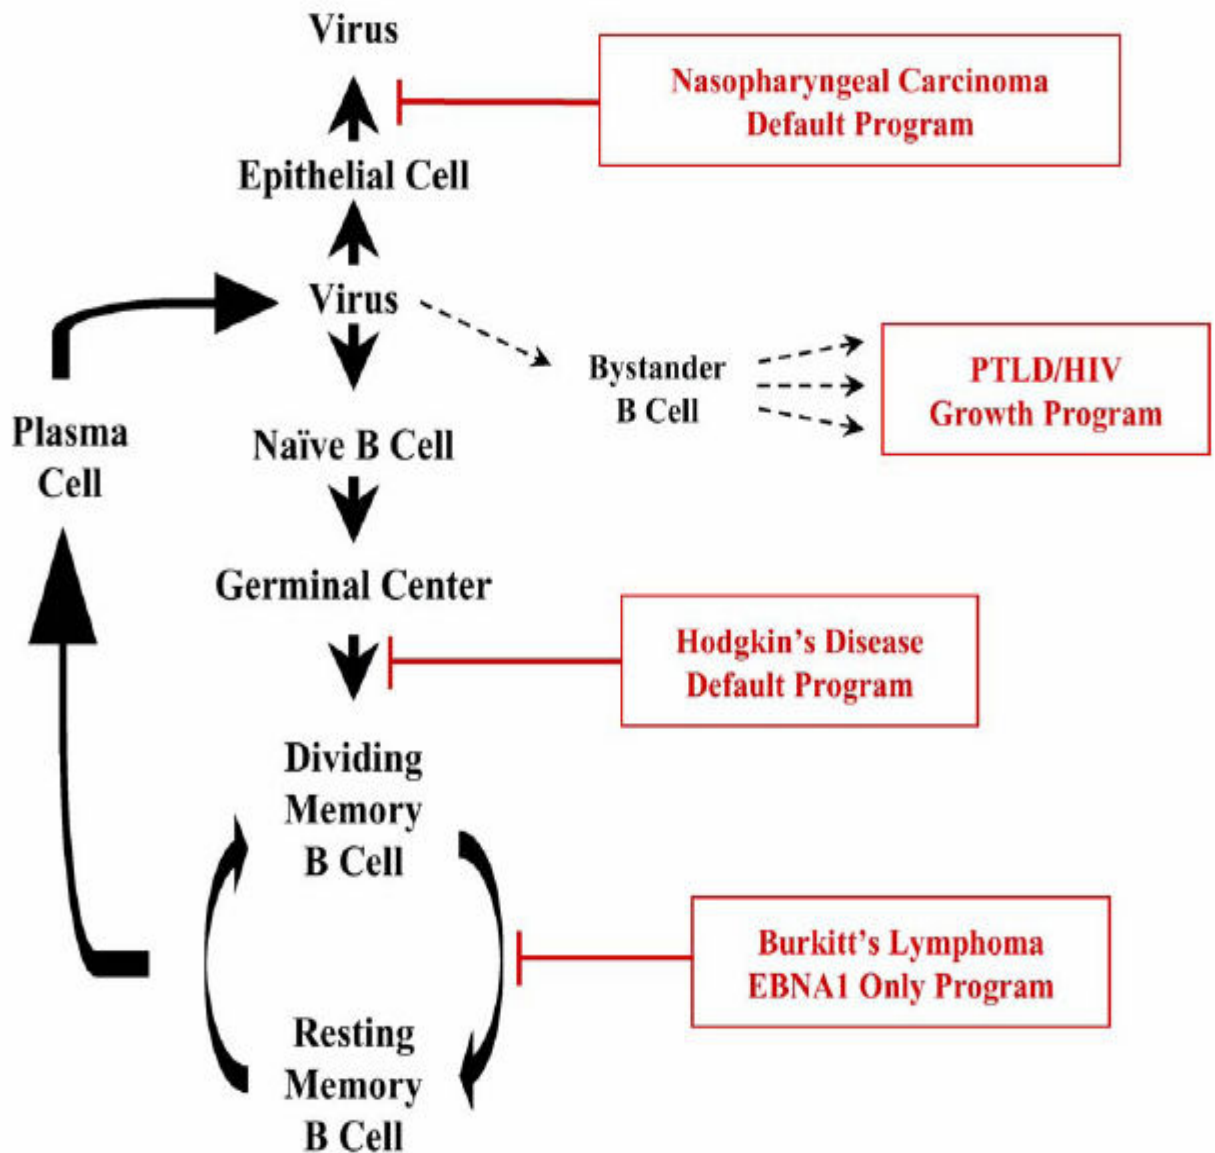 Virus
Nasopharyngeal Carcinoma
Default Program
Epithelial Cell
Virus
Bystander
B Cell
PTLD/HIV
Growth Program
Plasma
Cell
Naïve B Cell
Germinal Center
Hodgkin's Disease
Default Program
Dividing
Memory
B Cell
Burkitt's Lymphoma
EBNA1 Only Program
Resting
Memory
B Cell